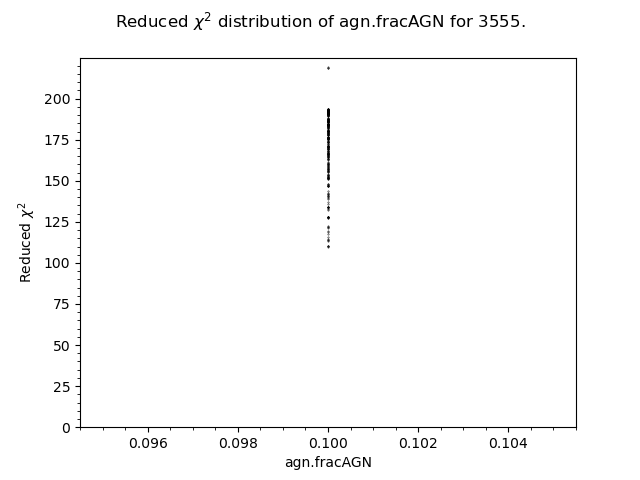 Reduced χ² distribution of agn.fracAGN for 3555.
Reduced χ²
200
175
150
125
100
75
50
25
0
0.096 0.098 0.100 0.102 0.104
agn.fracAGN